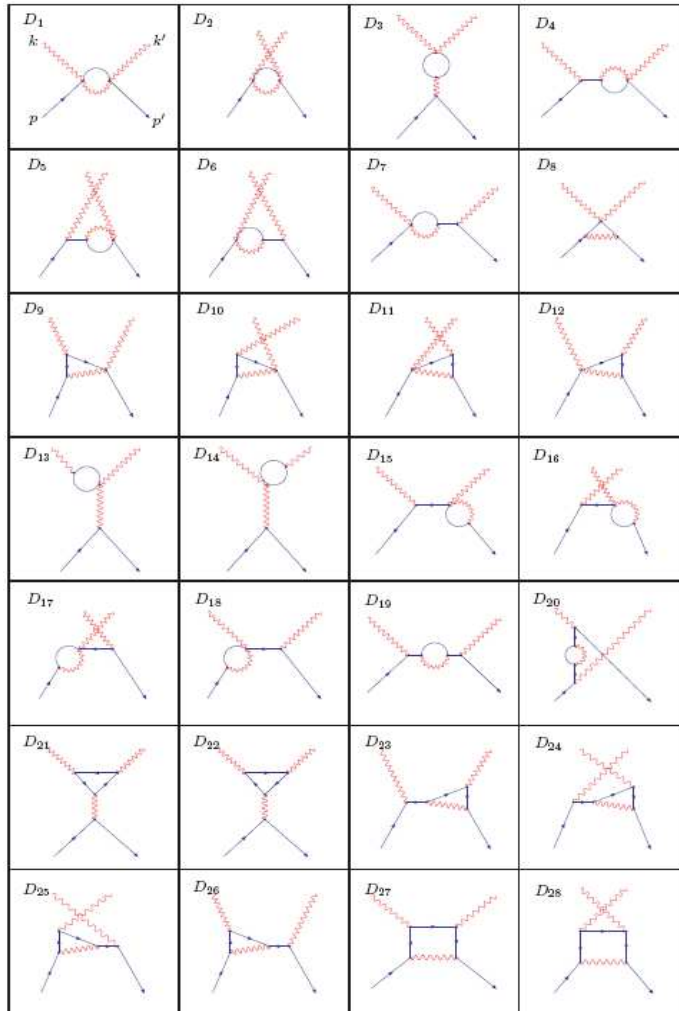 D₁ D₂ D₃ D₄
k k'
p p'
D₅ D₆ D₇ D₈
D₉ D₁₀ D₁₁ D₁₂
D₁₃ D₁₄ D₁₅ D₁₆
D₁₇ D₁₈ D₁₉ D₂₀
D₂₁ D₂₂ D₂₃ D₂₄
D₂₅ D₂₆ D₂₇ D₂₈